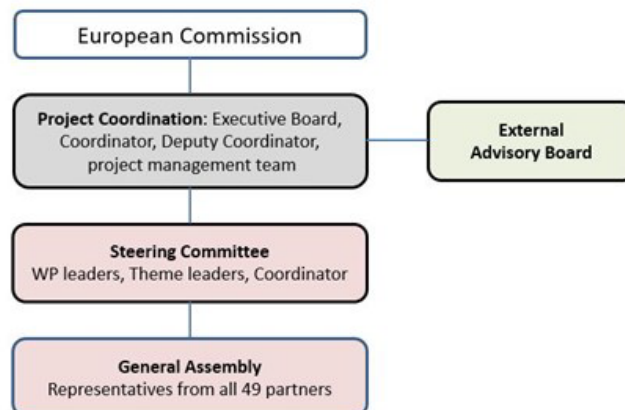 European Commission
Project Coordination: Executive Board,
Coordinator, Deputy Coordinator,
project management team
External
Advisory Board
Steering Committee
WP leaders, Theme leaders, Coordinator
General Assembly
Representatives from all 49 partners